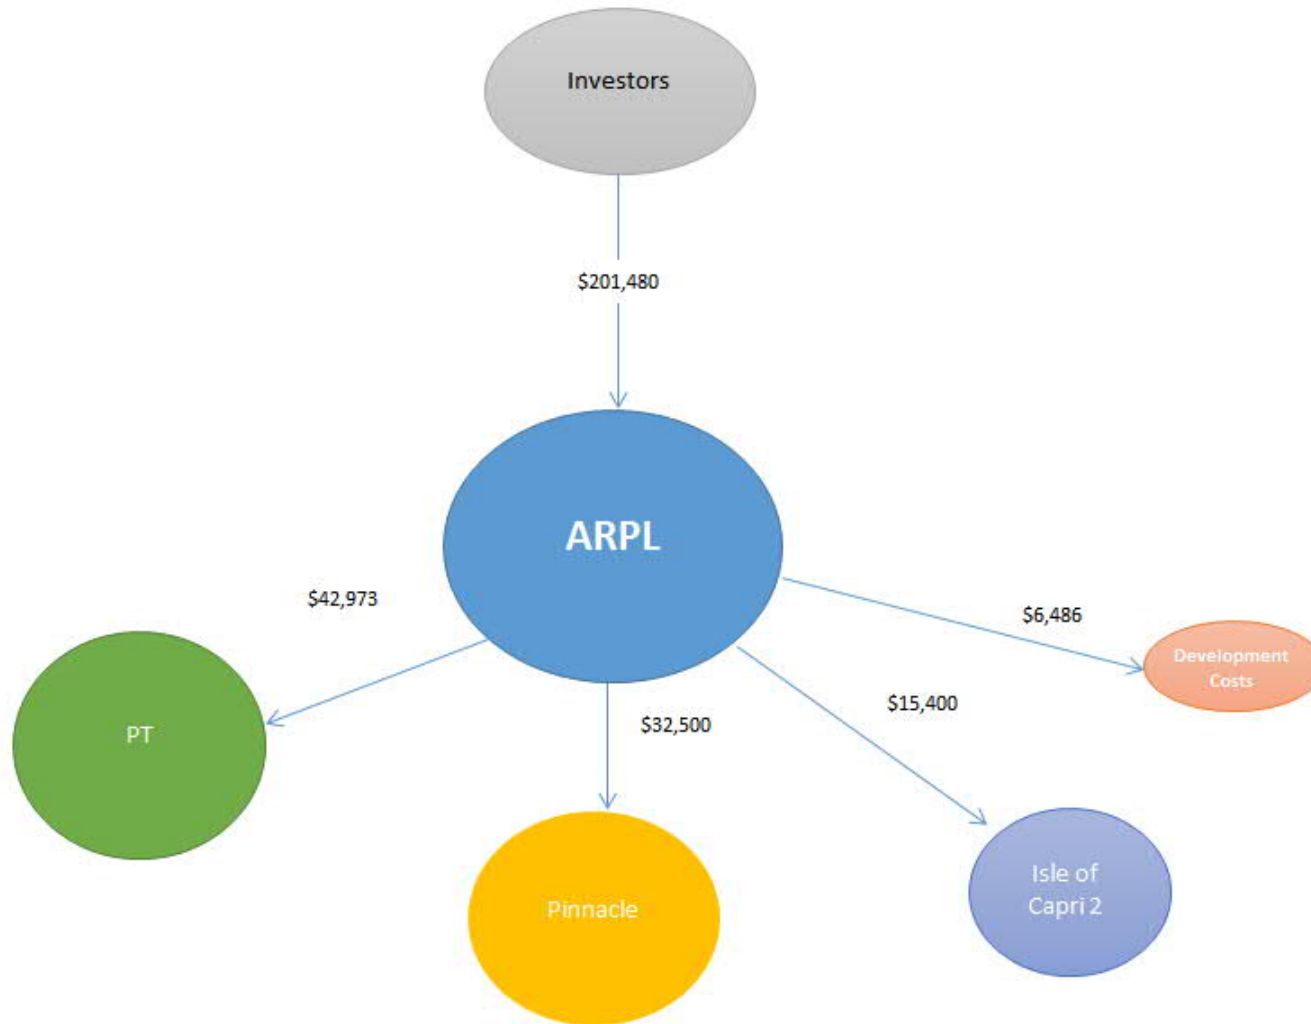 Investors
$201,480
ARPL
$42,973
$6,486
Development
Costs
$15,400
$32,500
PT
Isle of
Capri 2
Pinnacle